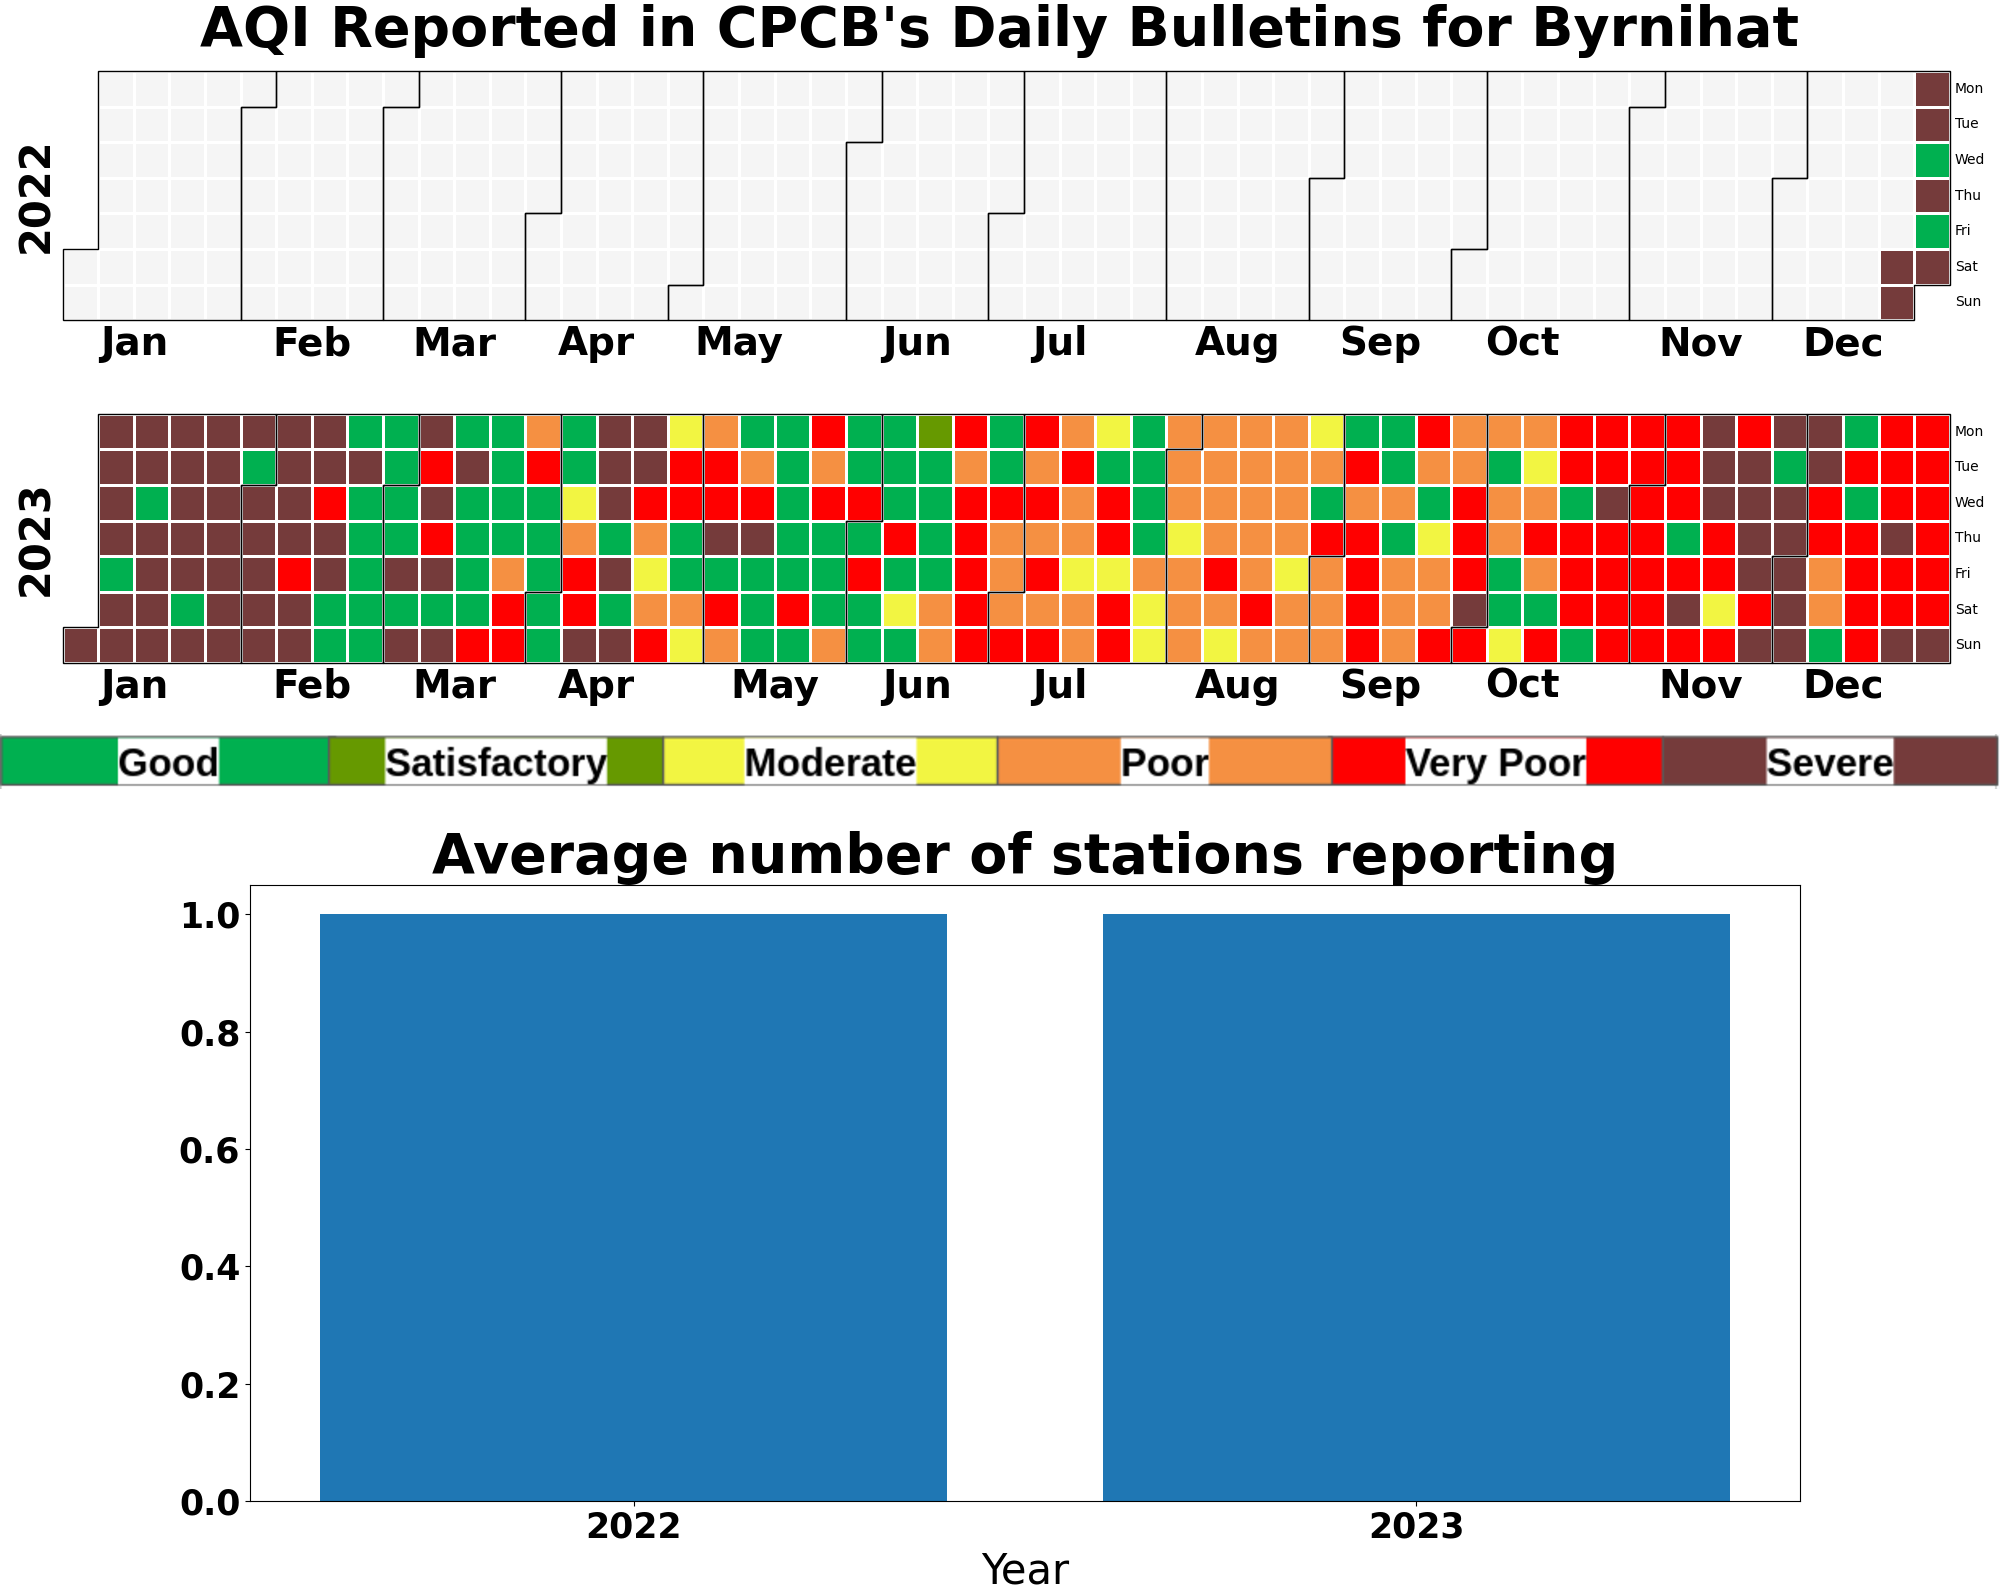 AQI Reported in CPCB's Daily Bulletins for Byrnihat
2022
Mon
Tue
Wed
Thu
Fri
Sat
Sun
Jan Feb Mar Apr May Jun Jul Aug Sep Oct Nov Dec
2023
Mon
Tue
Wed
Thu
Fri
Sat
Sun
Jan Feb Mar Apr May Jun Jul Aug Sep Oct Nov Dec
Good Satisfactory Moderate Poor Very Poor Severe
Average number of stations reporting
1.0
0.8
0.6
0.4
0.2
0.0
2022 2023
Year